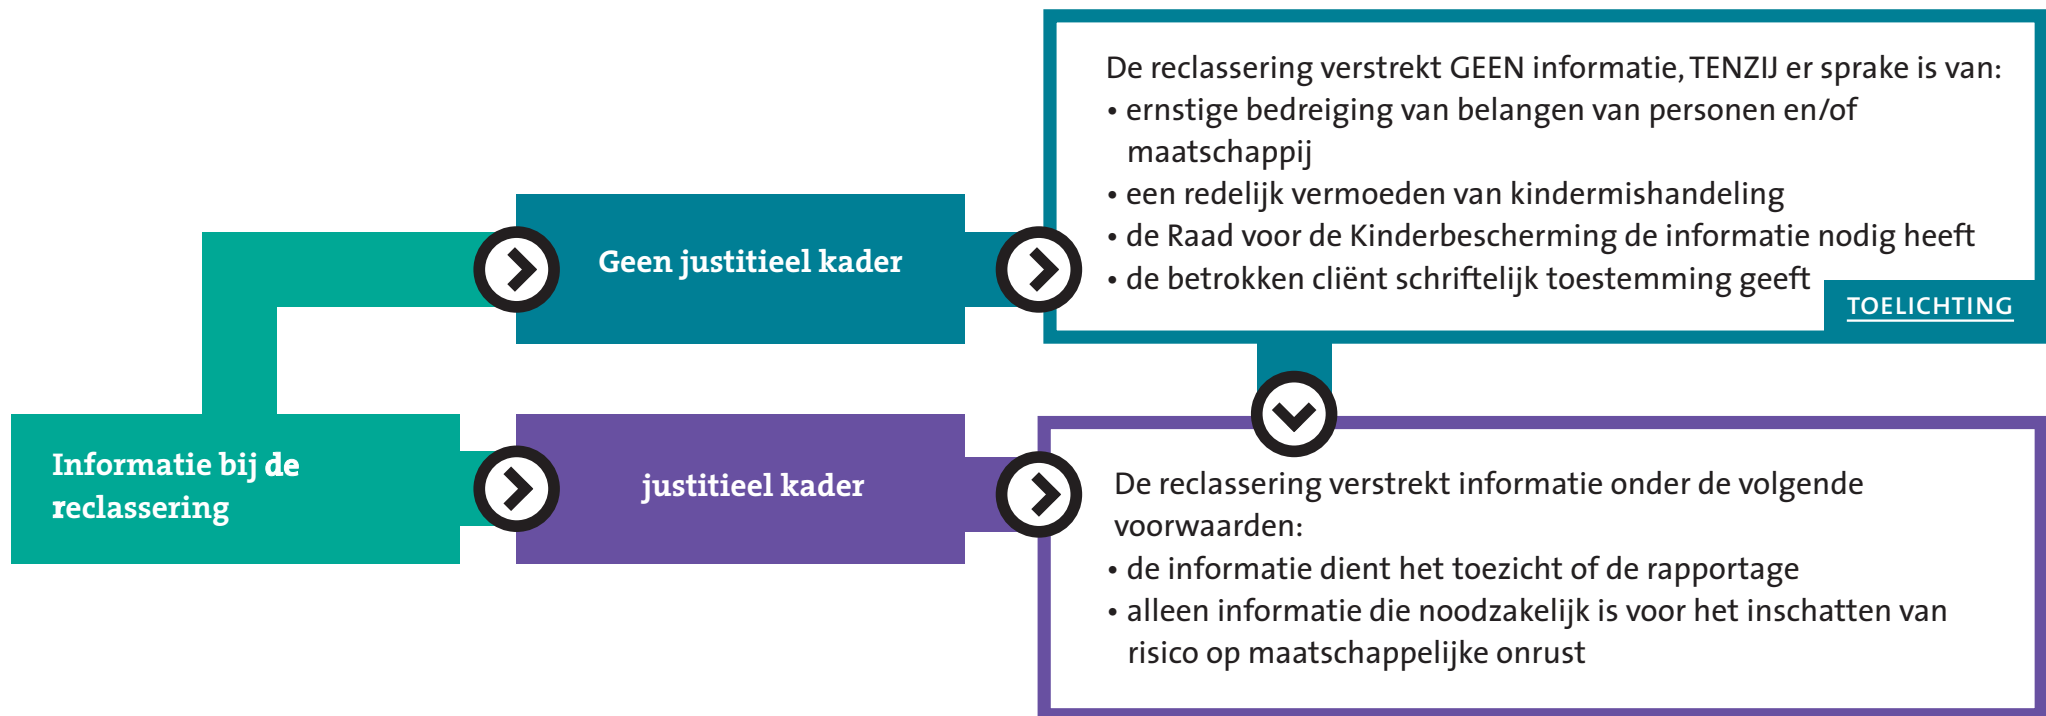 De reclassering verstrekt GEEN informatie, TENZIJ er sprake is van:
• ernstige bedreiging van belangen van personen en/of
maatschappij
• een redelijk vermoeden van kindermishandeling
• de Raad voor de Kinderbescherming de informatie nodig heeft
• de betrokken cliënt schriftelijk toestemming geeft
TOELICHTING
Geen justitieel kader
Informatie bij de
reclassering
justitieel kader
De reclassering verstrekt informatie onder de volgende
voorwaarden:
• de informatie dient het toezicht of de rapportage
• alleen informatie die noodzakelijk is voor het inschatten van
risico op maatschappelijke onrust